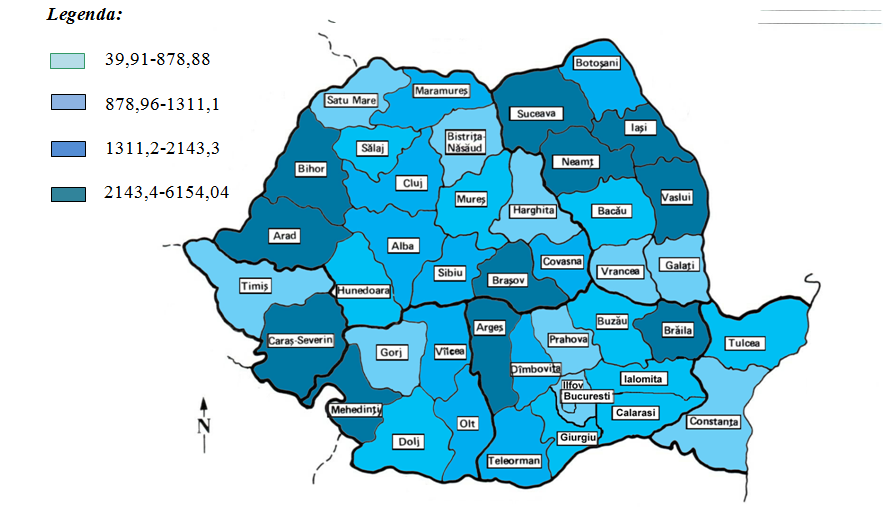 Legenda:
39,91-878,88
878,96-1311,1
1311,2-2143,3
2143,4-6154,04
Botoșani
Maramureș
Satu Mare
Suceava
Iași
Bistrița-
Năsăud
Sălaj
Neamț
Bihor
Cluj
Mureș
Vaslui
Harghita
Bacău
Arad
Alba
Covasna
Sibiu
Brașov
Vrancea
Galați
Timiș
Hunedoara
Caraș-Severin
Argeș
Buzău
Brăila
Prahova
Tulcea
Gorj
Vîlcea
Dîmbovița
Ialomita
Ilfov
Bucuresti
Mehedinți
Calarasi
Constanța
Olt
Dolj
Giurgiu
Teleorman
N